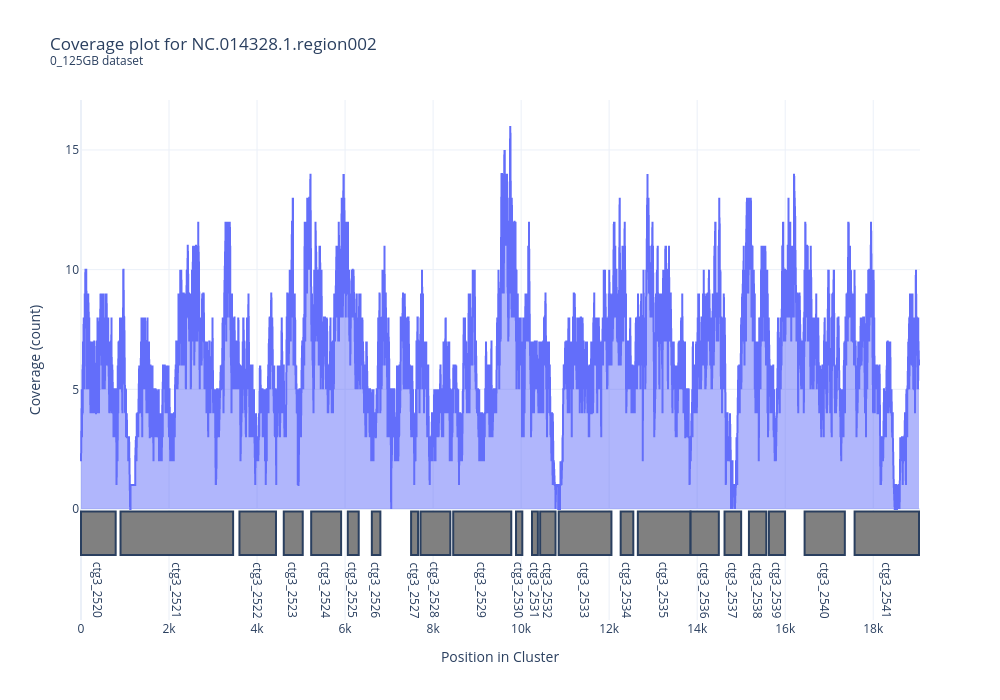 Coverage plot for NC.014328.1.region002
0_125GB dataset
Coverage (count)
15
10
5
0
ctg3_2520
ctg3_2521
ctg3_2522
ctg3_2523
ctg3_2524
ctg3_2525
ctg3_2526
ctg3_2527
ctg3_2528
ctg3_2529
ctg3_2530
ctg3_2531
ctg3_2532
ctg3_2533
ctg3_2534
ctg3_2535
ctg3_2536
ctg3_2537
ctg3_2538
ctg3_2539
ctg3_2540
ctg3_2541
0 2k 4k 6k 8k 10k 12k 14k 16k 18k
Position in Cluster